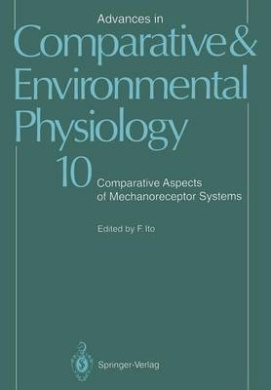 Advances in
Comparative &
Environmental
Physiology
10
Comparative Aspects
of Mechanoreceptor Systems
Edited by F. Ito
Springer-Verlag